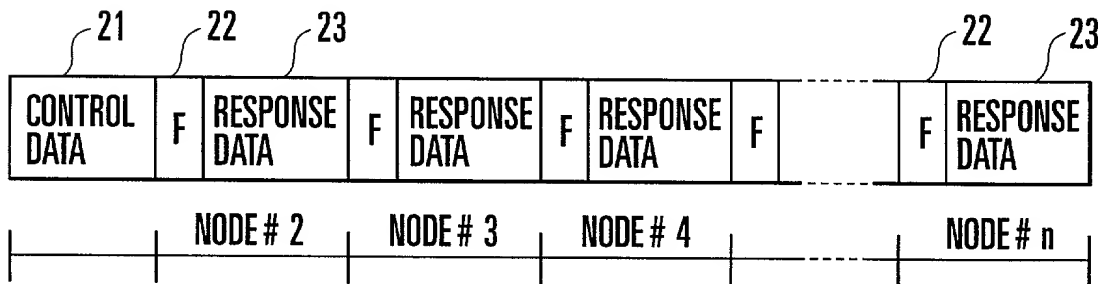 21 22 23 22 23
CONTROL DATA F RESPONSE DATA F RESPONSE DATA F RESPONSE DATA F F RESPONSE DATA
NODE # 2 NODE # 3 NODE # 4 NODE # n